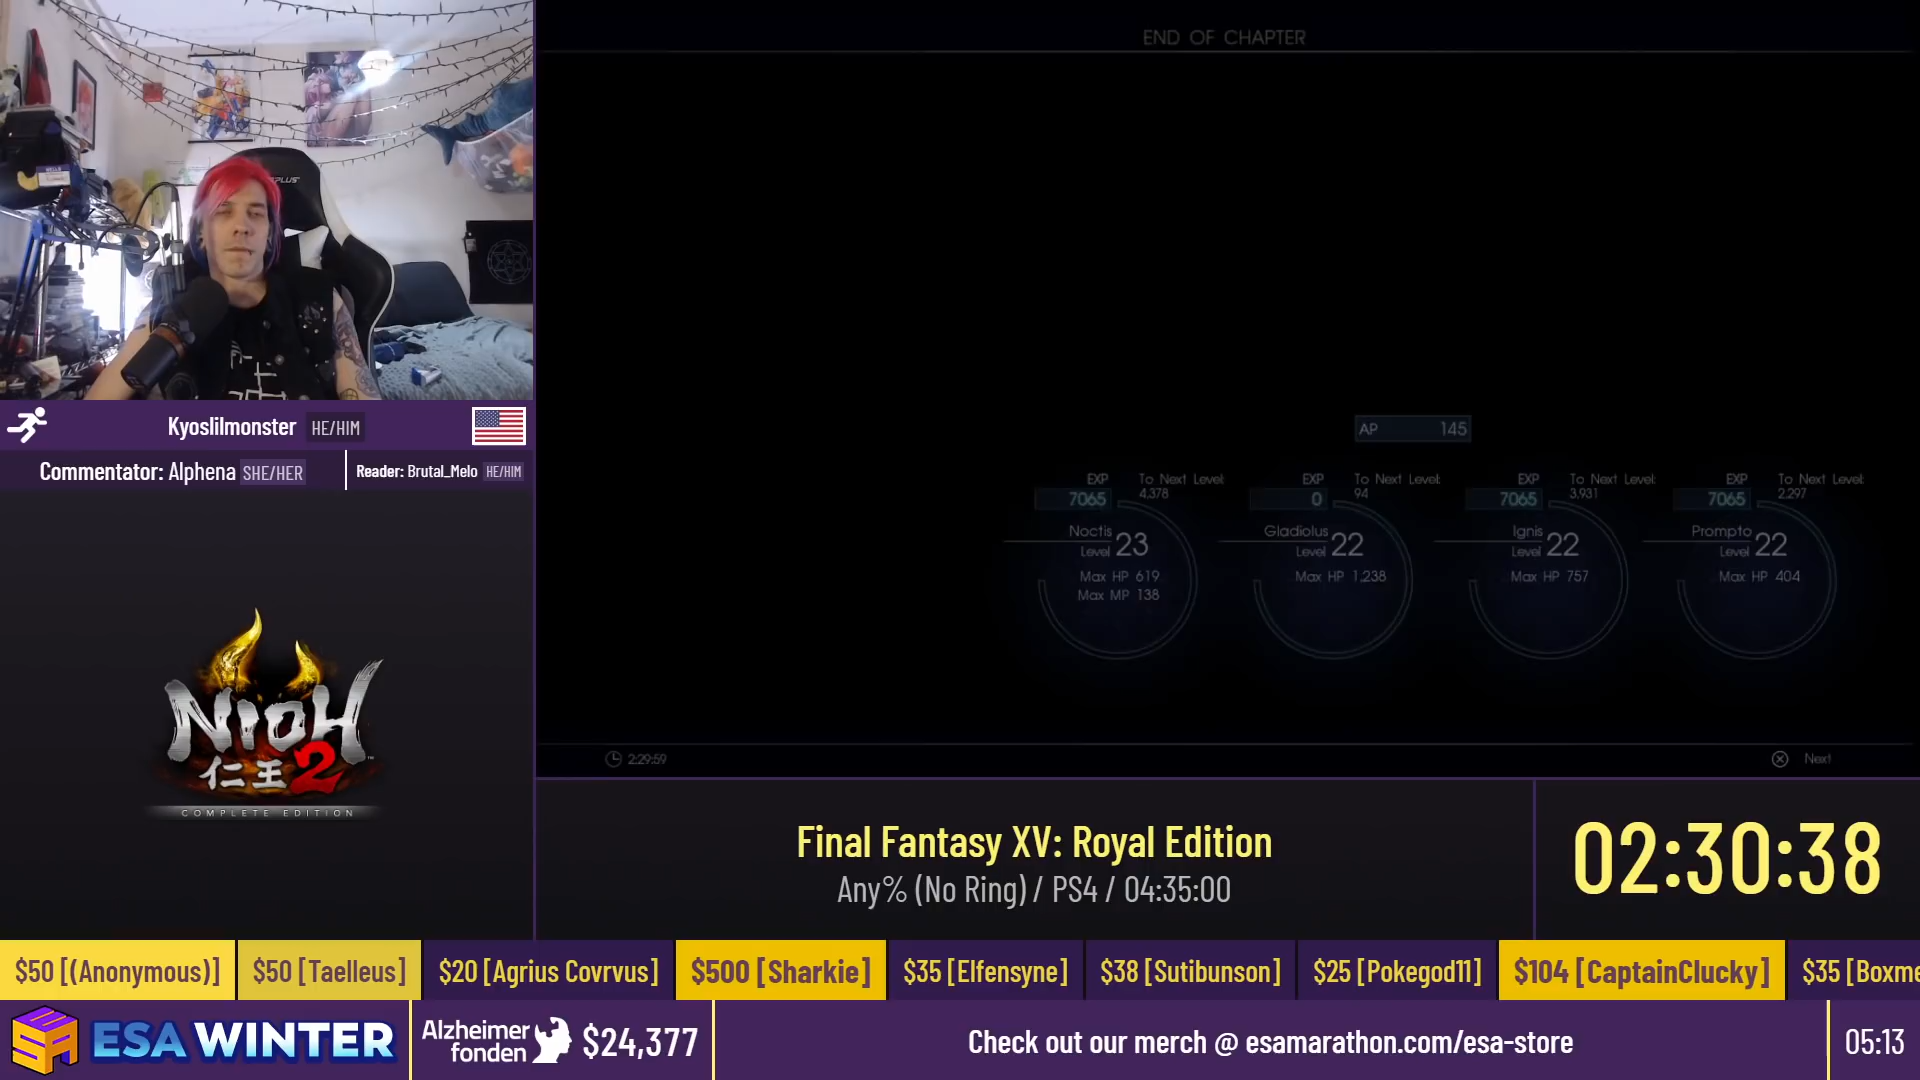 END OF CHAPTER
AP 145
EXP To Next Level:
7065 4,378
Noctis
Level 23
Max HP 619
Max MP 138
EXP To Next Level:
0 94
Gladiolus
Level 22
Max HP 1,238
EXP To Next Level:
7065 3,931
Ignis
Level 22
Max HP 757
EXP To Next Level:
7065 2,297
Prompto
Level 22
Max HP 404
2:29:59
Next
Kyoslilmonster HE/HIM
Commentator: Alphena SHE/HER
Reader: Brutal_Melo HE/HIM
NIOH
仁王2
COMPLETE EDITION
Final Fantasy XV: Royal Edition
Any% (No Ring) / PS4 / 04:35:00
02:30:38
$50 [(Anonymous)] $50 [Taelleus] $20 [Agrius Covrvus] $500 [Sharkie] $35 [Elfensyne] $38 [Sutibunson] $25 [Pokegod11] $104 [CaptainClucky] $35 [Boxme
ESA WINTER
Alzheimer
fonden
$24,377
Check out our merch @ esamarathon.com/esa-store
05:13